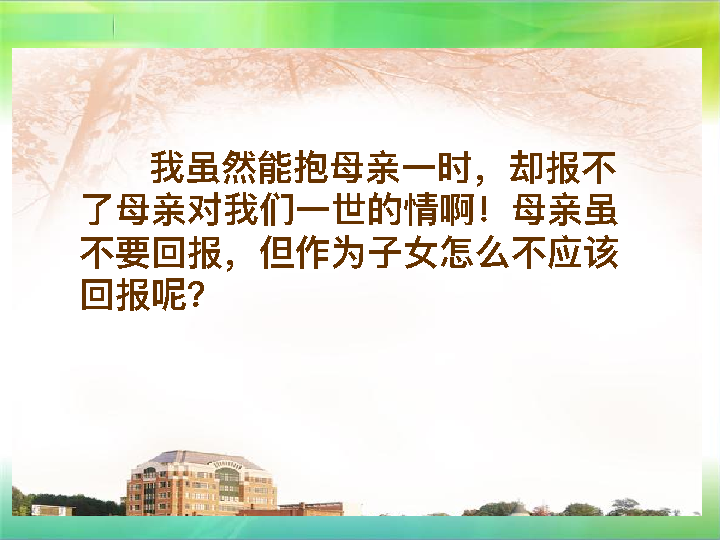 我虽然能抱母亲一时，却报不
了母亲对我们一世的情啊！母亲虽
不要回报，但作为子女怎么不应该
回报呢？